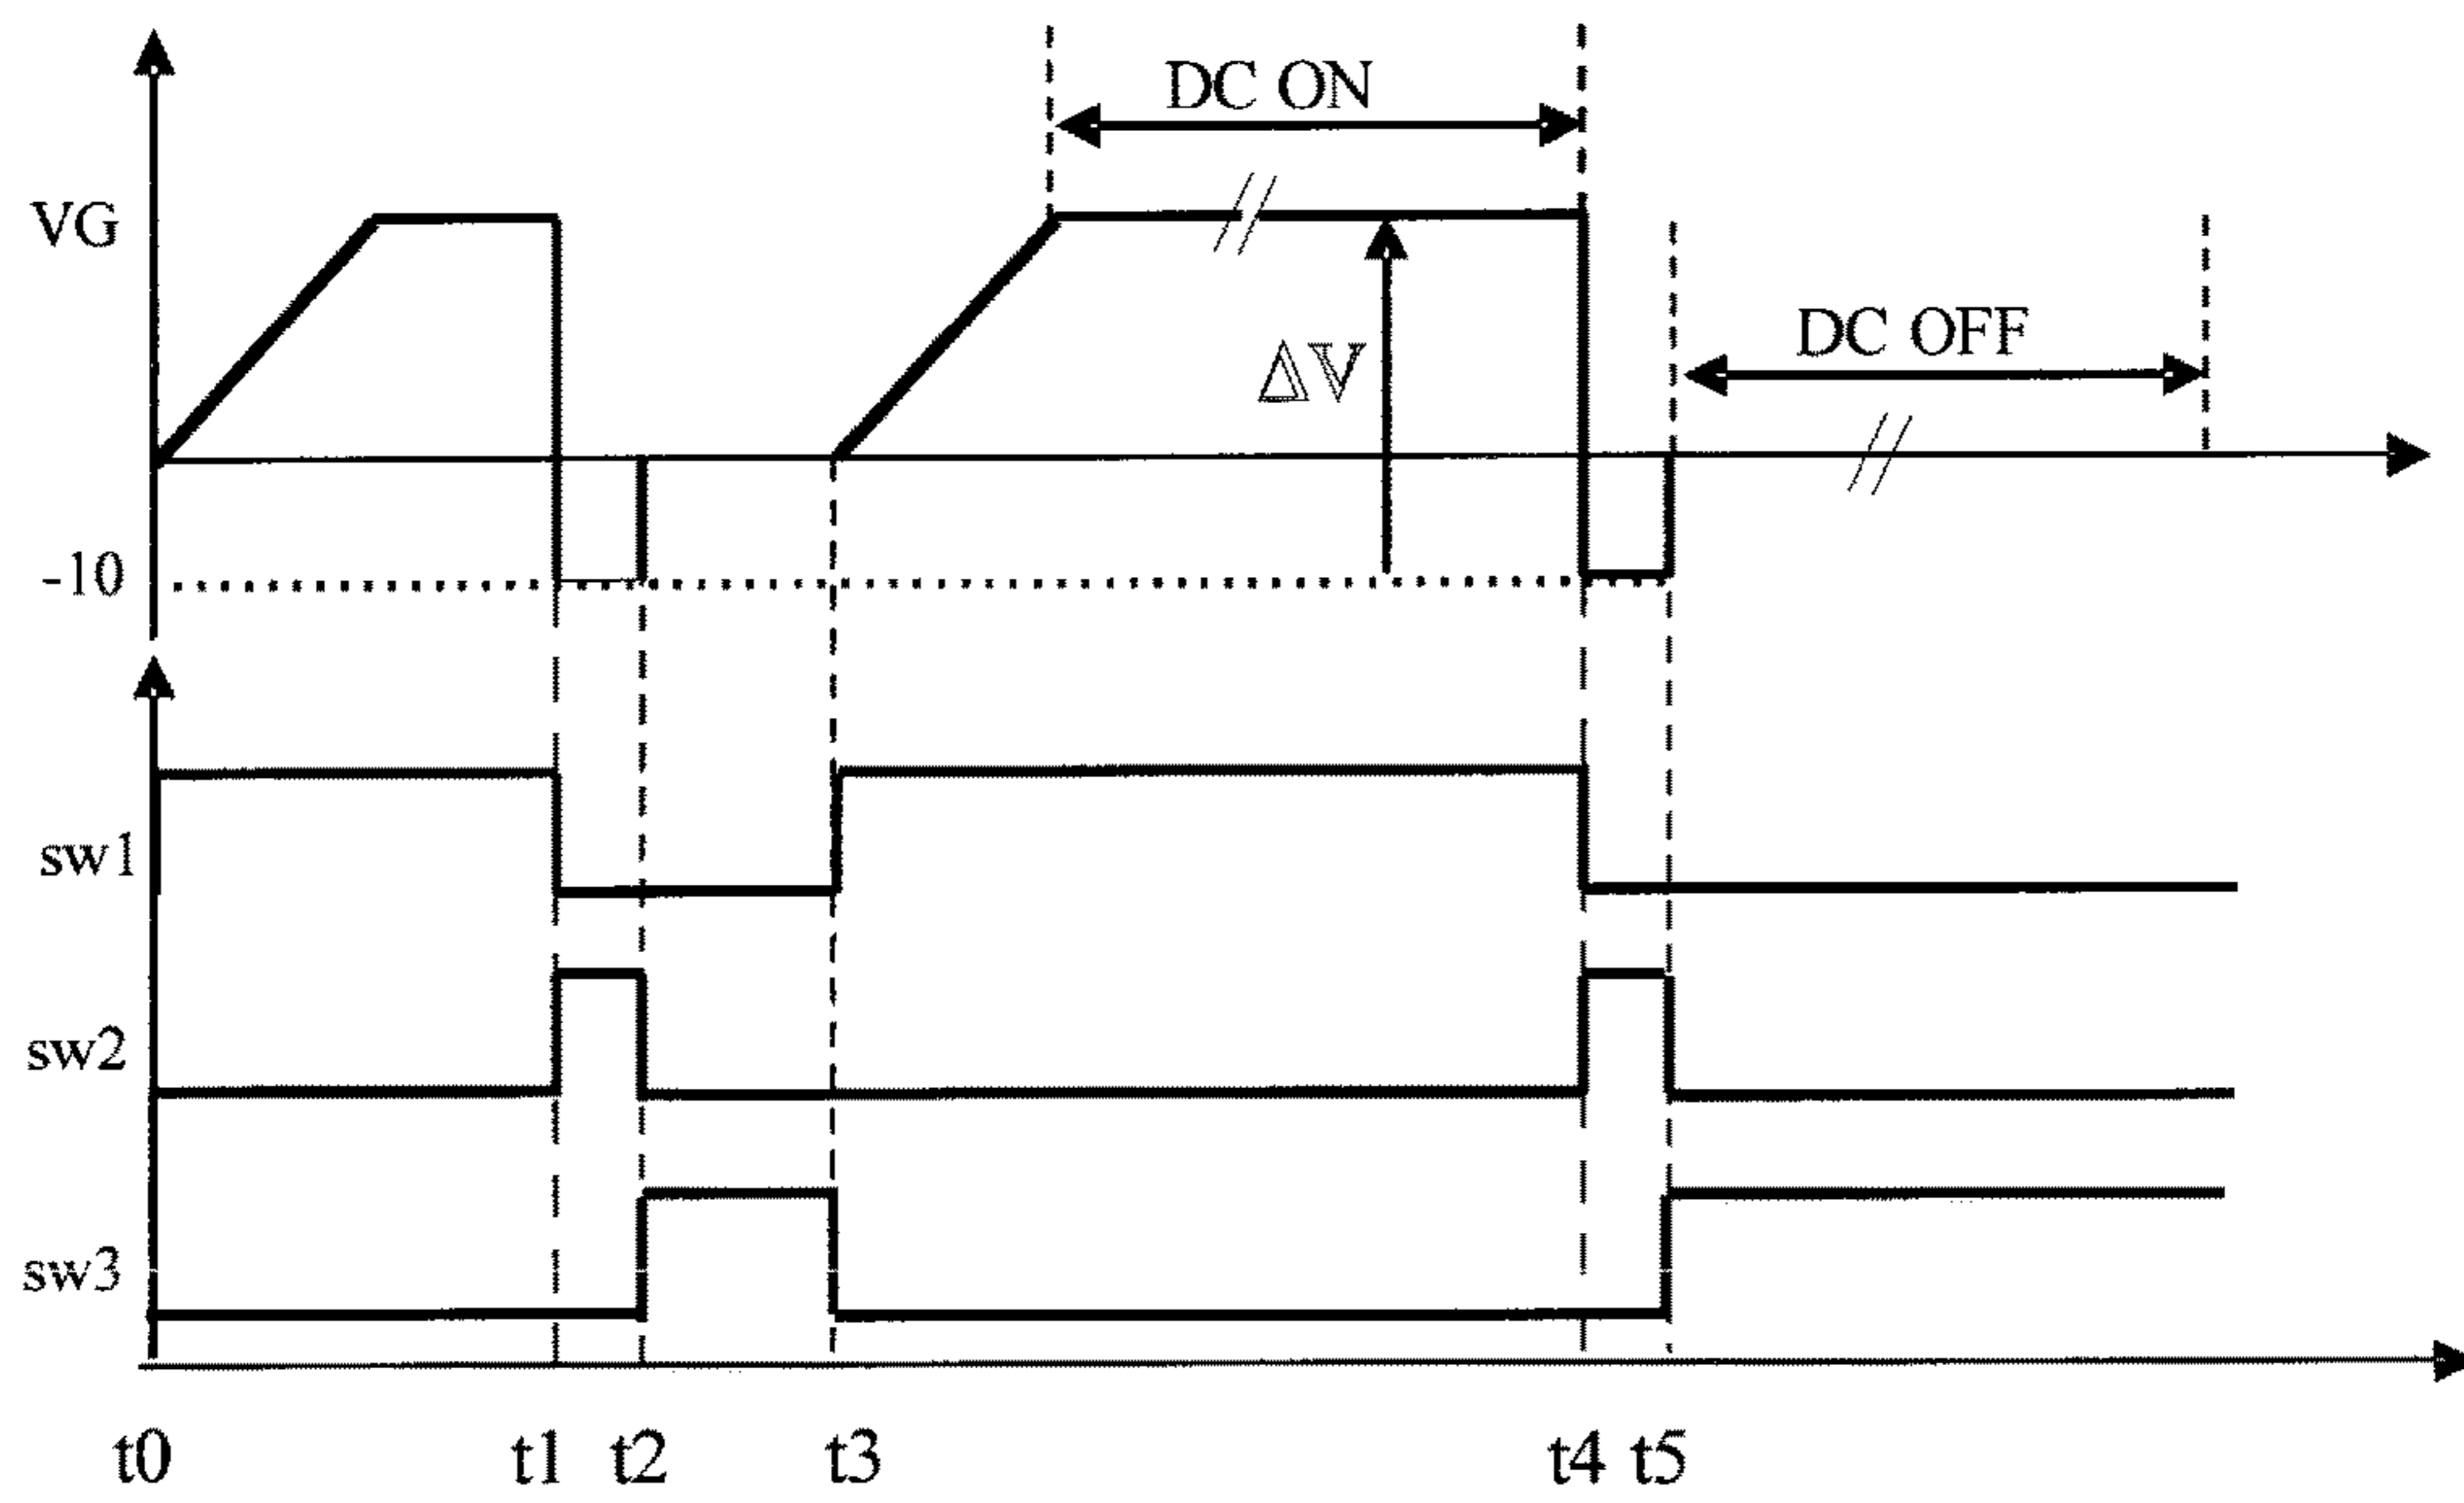 DC ON
VG
DC OFF
ΔV
-10
sw1
sw2
sw3
t0 t1 t2 t3 t4 t5